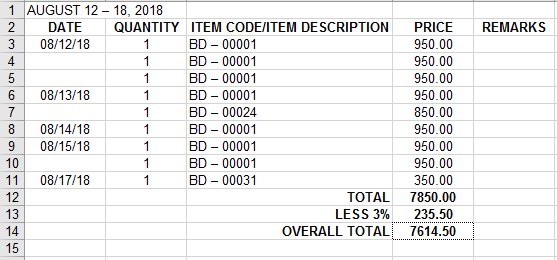 1 AUGUST 12 – 18, 2018
2 DATE QUANTITY ITEM CODE/ITEM DESCRIPTION PRICE REMARKS
3 08/12/18 1 BD – 00001 950.00
4 1 BD – 00001 950.00
5 1 BD – 00001 950.00
6 08/13/18 1 BD – 00001 950.00
7 1 BD – 00024 850.00
8 08/14/18 1 BD – 00001 950.00
9 08/15/18 1 BD – 00001 950.00
10 1 BD – 00001 950.00
11 08/17/18 1 BD – 00031 350.00
12 TOTAL 7850.00
13 LESS 3% 235.50
14 OVERALL TOTAL 7614.50
15